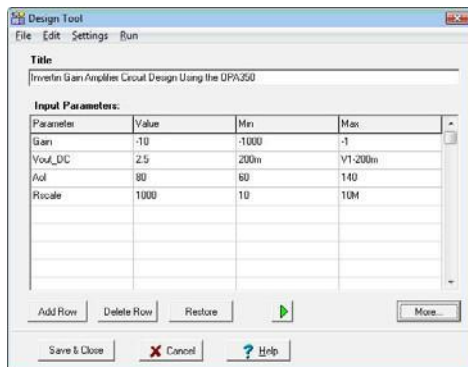 Design Tool
File Edit Settings Run
Title
Invertin Gain Amplifier Circuit Design Using the OPA350
Input Parameters:
Parameter Value Min Max
Gain -10 -1000 -1
Vout_DC 2.5 200m V1-200m
Aol 80 60 140
Rscale 1000 10 10M
Add Row Delete Row Restore More...
Save & Close Cancel Help